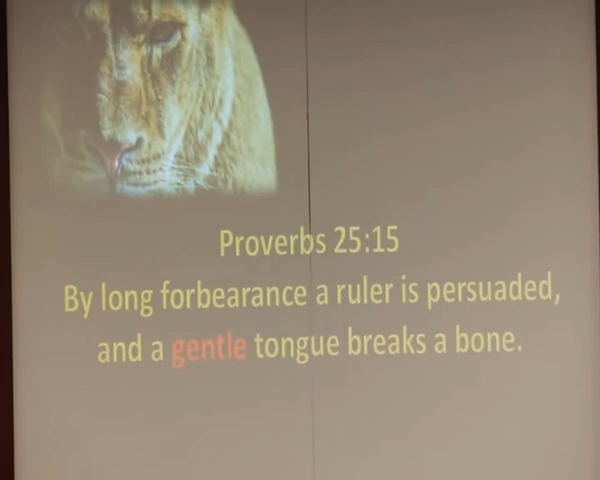 Proverbs 25:15
By long forbearance a ruler is persuaded,
and a gentle tongue breaks a bone.